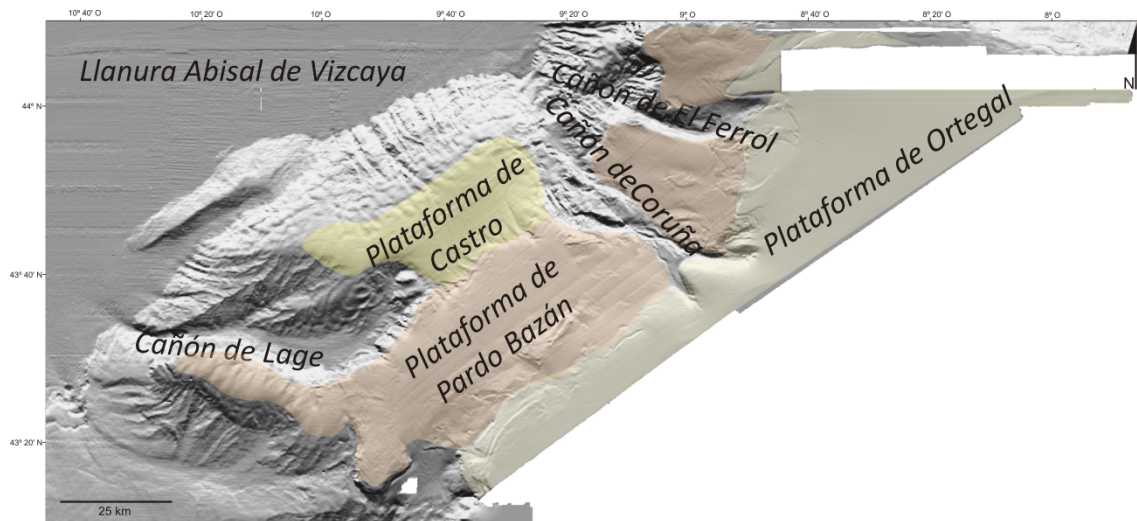 10º 40'
10º 20'
10º
9º 40'
9º 20'
9º
8º 40'
8º 20'
8º
Llanura Abisal de Vizcaya
N
44º N
Cañón de El Ferrol
Cañón deCoruña
Plataforma de Ortegal
Plataforma de
Castro
43º 40' N
Plataforma de
Pardo Bazán
Cañón de Lage
43º 20' N
25 km